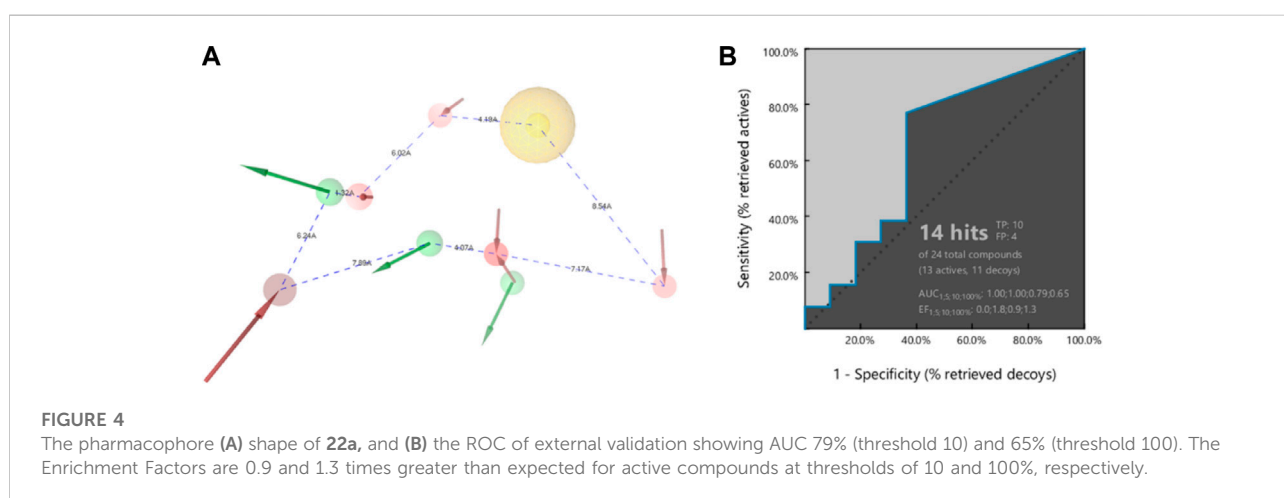 A
4.18A
6.02A
4.32A
8.54A
6.24A
7.89A
4.07A
7.17A
B
100.0%
80.0%
60.0%
40.0%
20.0%
Sensitivity (% retrieved actives)
14 hits TP: 10
FP: 4
of 24 total compounds
(13 actives, 11 decoys)
AUC1,5,10,100%: 1.00;1.00;0.79;0.65
EF1,5,10,100%: 0.0;1.8;0.9;1.3
20.0% 40.0% 60.0% 80.0% 100.0%
1 - Specificity (% retrieved decoys)
FIGURE 4
The pharmacophore (A) shape of 22a, and (B) the ROC of external validation showing AUC 79% (threshold 10) and 65% (threshold 100). The
Enrichment Factors are 0.9 and 1.3 times greater than expected for active compounds at thresholds of 10 and 100%, respectively.